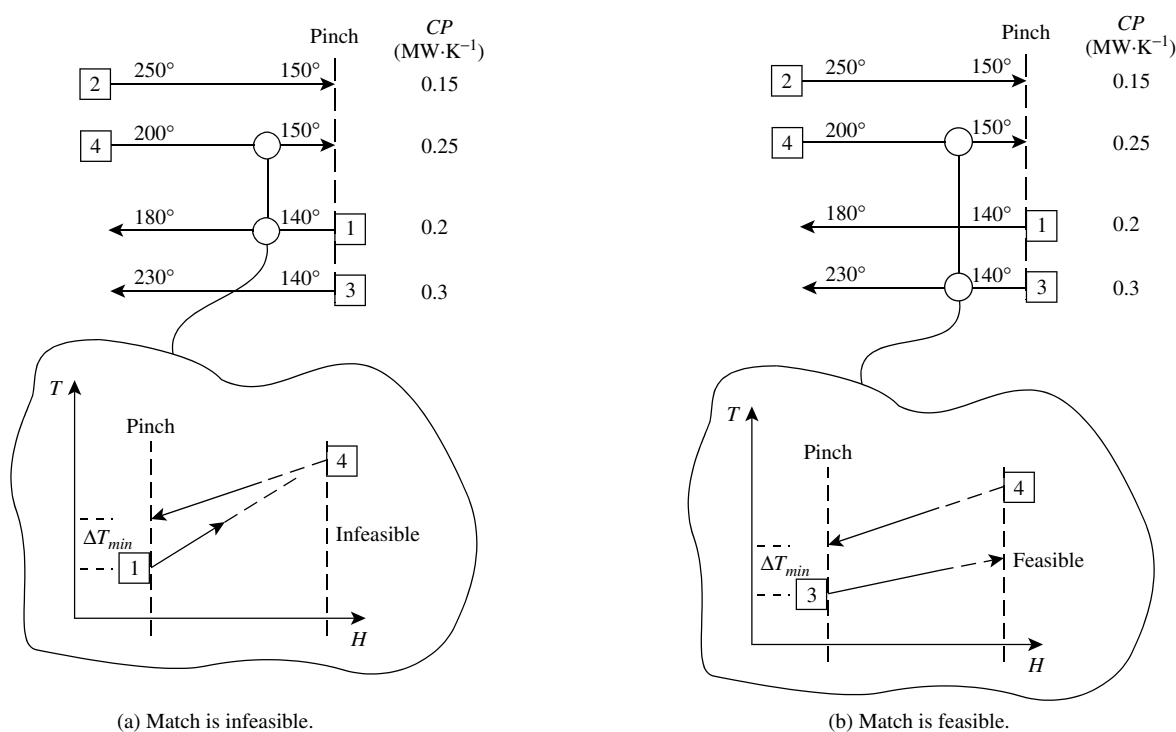 Pinch
CP
(MW·K⁻¹)
2 250° 150° 0.15
4 200° 150° 0.25
180° 140° 1 0.2
230° 140° 3 0.3
T
Pinch
4
ΔTmin
Infeasible
1
H
(a) Match is infeasible.
Pinch
CP
(MW·K⁻¹)
2 250° 150° 0.15
4 200° 150° 0.25
180° 140° 1 0.2
230° 140° 3 0.3
T
Pinch
4
ΔTmin
Feasible
3
H
(b) Match is feasible.